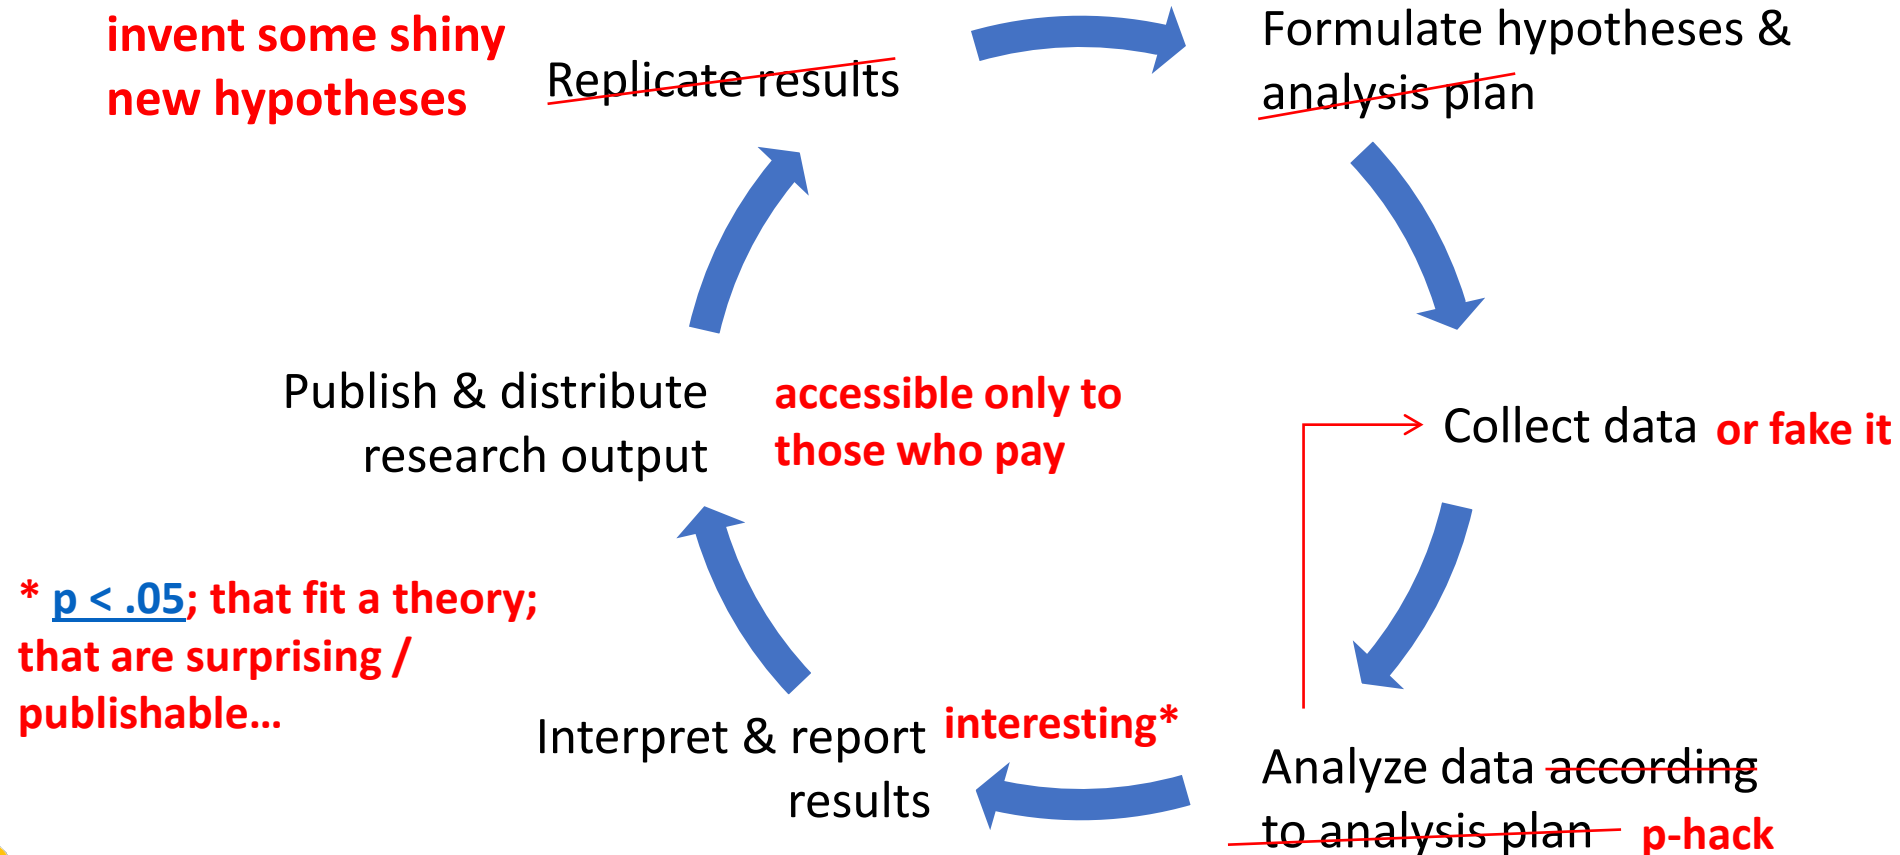 invent some shiny
new hypotheses
Replicate results
Formulate hypotheses &
analysis plan
Publish & distribute
research output
accessible only to
those who pay
Collect data or fake it
* p < .05; that fit a theory;
that are surprising /
publishable...
Interpret & report interesting*
results
Analyze data according
to analysis plan p-hack